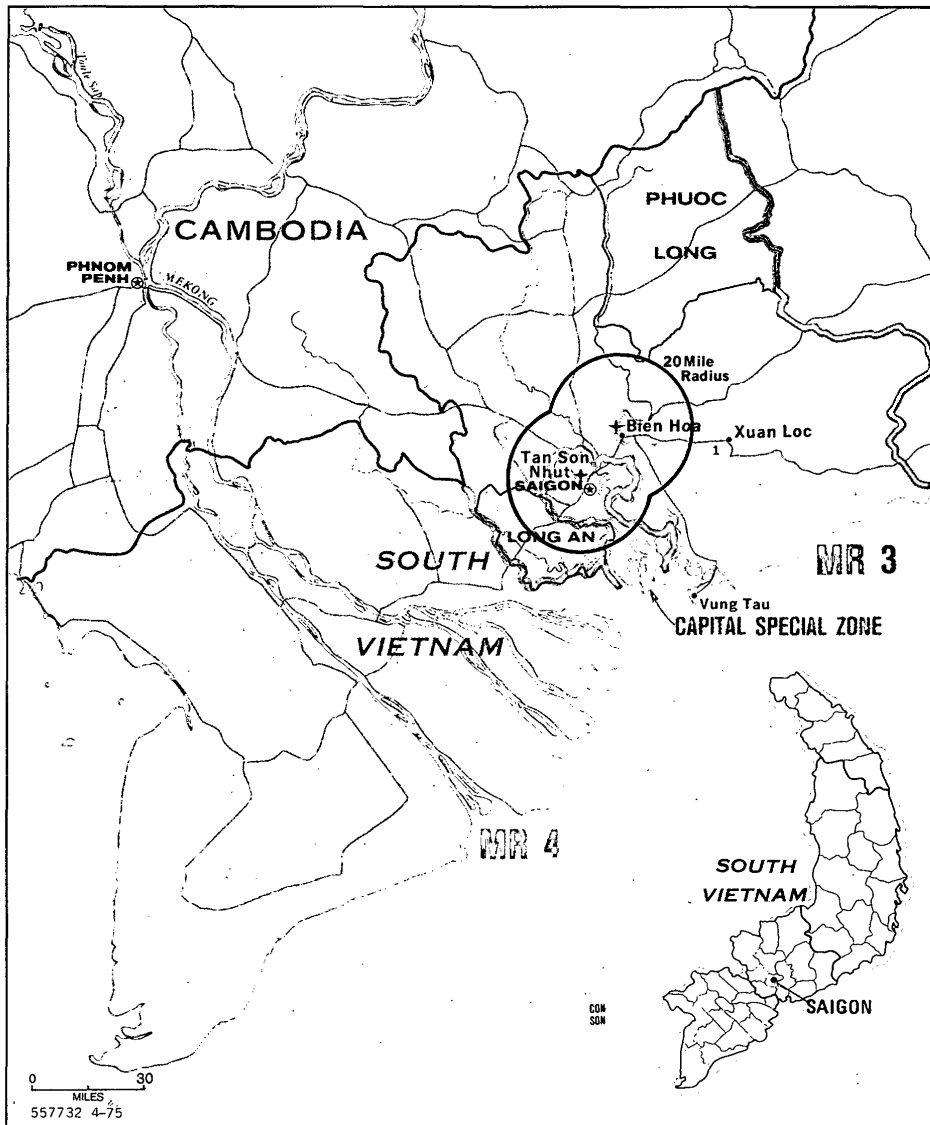 Tonle Sap
CAMBODIA
PHNOM
PENH
MEKONG
PHUOC
LONG
20 Mile
Radius
Bien Hoa
Xuan Loc
1
Tan Son
Nhut
SAIGON
LONG AN
SOUTH
VIETNAM
MR 3
Vung Tau
CAPITAL SPECIAL ZONE
MR 4
SOUTH
VIETNAM
SAIGON
CON
SON
0 30
MILES
557732 4-75